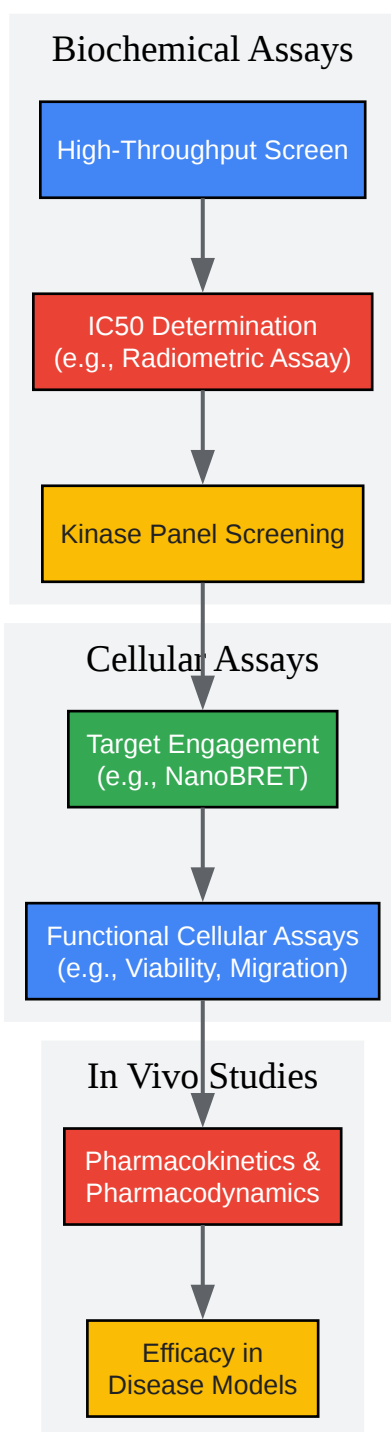 Biochemical Assays
High-Throughput Screen
IC50 Determination
(e.g., Radiometric Assay)
Kinase Panel Screening
Cellular Assays
Target Engagement
(e.g., NanoBRET)
Functional Cellular Assays
(e.g., Viability, Migration)
In Vivo Studies
Pharmacokinetics &
Pharmacodynamics
Efficacy in
Disease Models